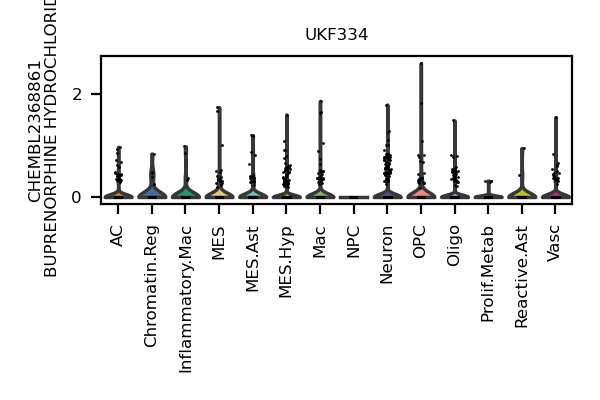 UKF334
CHEMBL2368861
BUPRENORPHINE HYDROCHLORID
2
0
AC
Chromatin.Reg
Inflammatory.Mac
MES
MES.Ast
MES.Hyp
Mac
NPC
Neuron
OPC
Oligo
Prolif.Metab
Reactive.Ast
Vasc